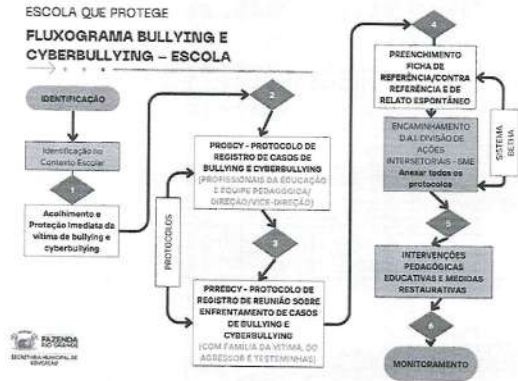 ESCOLA QUE PROTEGE
FLUXOGRAMA BULLYING E
CYBERBULLYING – ESCOLA
IDENTIFICAÇÃO
Identificação no
Contexto Escolar
1
Acolhimento e
Proteção Imediata da
vítima de bullying e
cyberbullying
2
PROBCY - PROTOCOLO DE
REGISTRO DE CASOS DE
BULLYING E CYBERBULLYING
(PROFISSIONAIS DA EDUCAÇÃO
E EQUIPE PEDAGÓGICA/
DIREÇÃO/VICE-DIREÇÃO)
PROTOCOLOS
3
PRREBCY - PROTOCOLO DE
REGISTRO DE REUNIÃO SOBRE
ENFRENTAMENTO DE CASOS
DE BULLYING E
CYBERBULLYING
(COM FAMÍLIA DA VÍTIMA, DO
AGRESSOR E TESTEMINHAS)
4
PREENCHIMENTO
FICHA DE
REFERÊNCIA/CONTRA
REFERÊNCIA E DE
RELATO ESPONTÂNEO
ENCAMINHAMENTO
D.A.I. DIVISÃO DE
AÇÕES
INTERSETORIAIS - SME
Anexar todos os
protocolos
SISTEMA
BETHA
5
INTERVENÇÕES
PEDAGÓGICAS
EDUCATIVAS E MEDIDAS
RESTAURATIVAS
6
MONITORAMENTO
FAZENDA
RIO GRANDE
SECRETARIA MUNICIPAL DE
EDUCAÇÃO